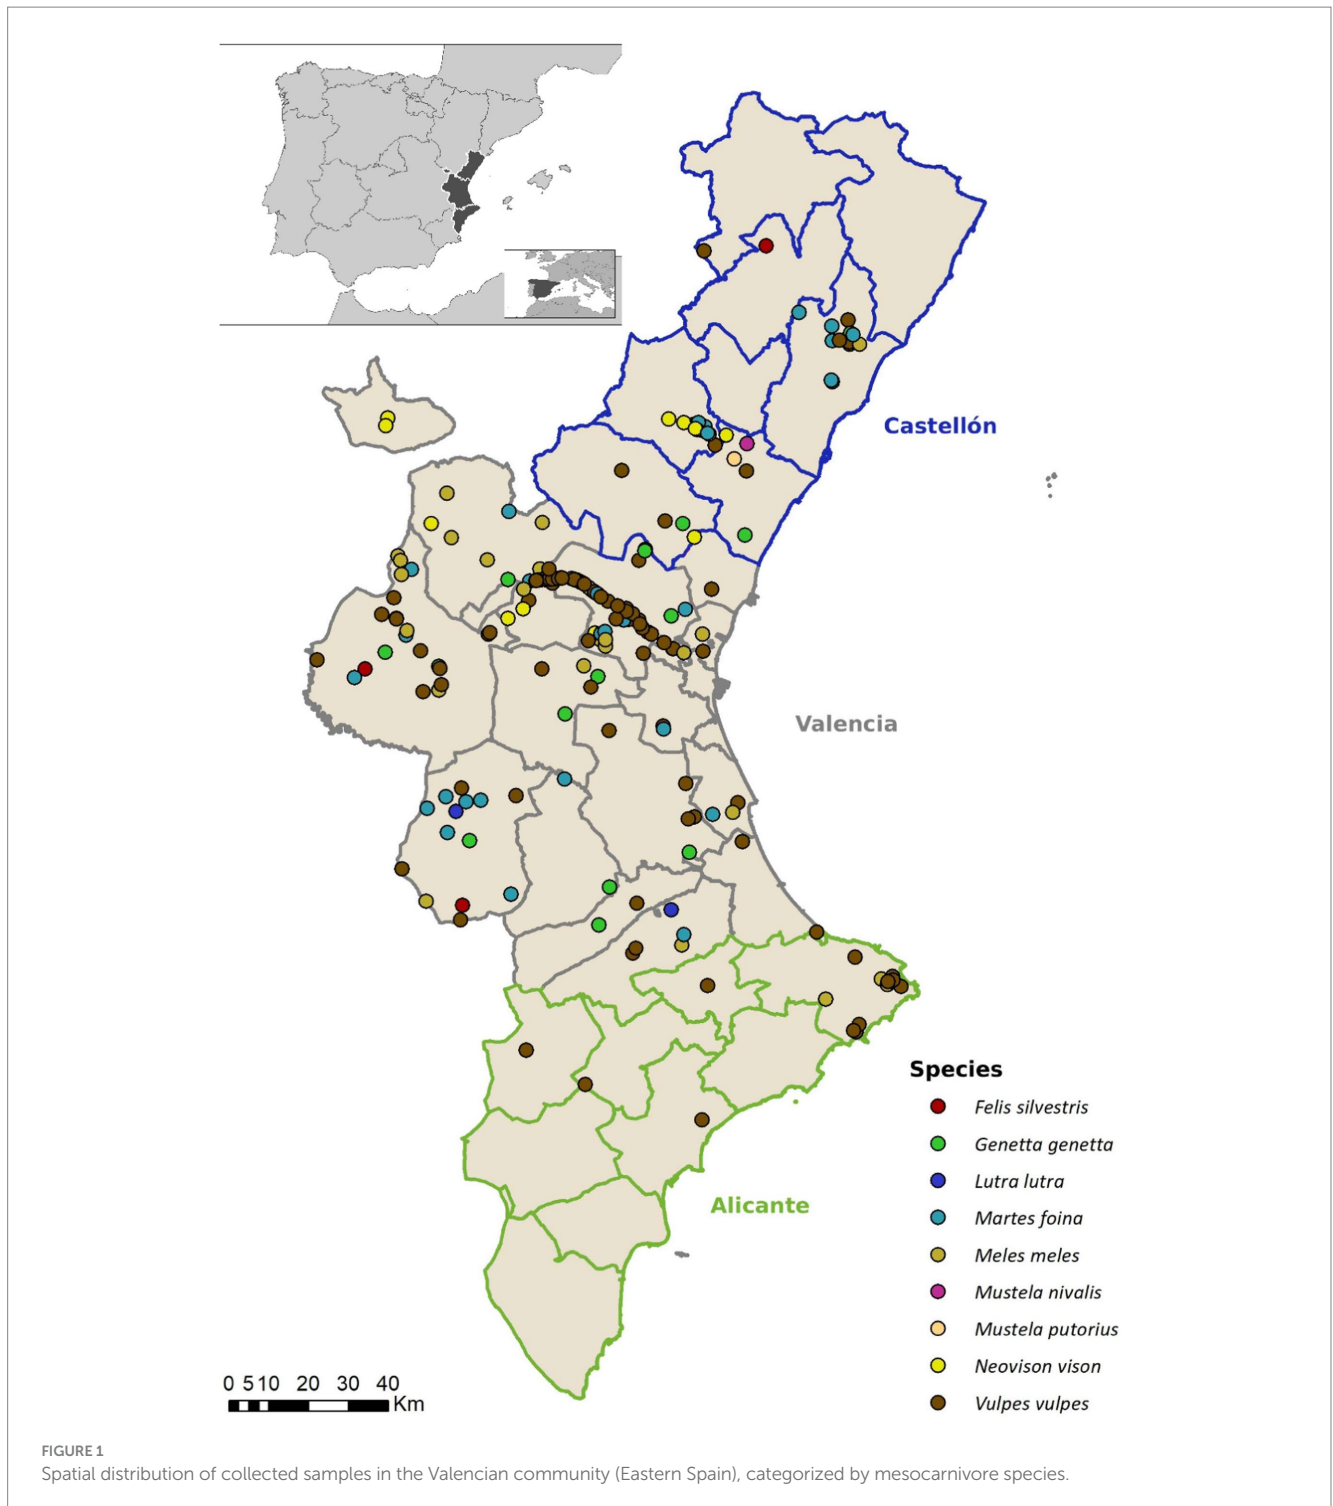 Castellón
Valencia
Alicante
Species
Felis silvestris
Genetta genetta
Lutra lutra
Martes foina
Meles meles
Mustela nivalis
Mustela putorius
Neovison vison
Vulpes vulpes
0 5 10 20 30 40
Km
FIGURE 1
Spatial distribution of collected samples in the Valencian community (Eastern Spain), categorized by mesocarnivore species.